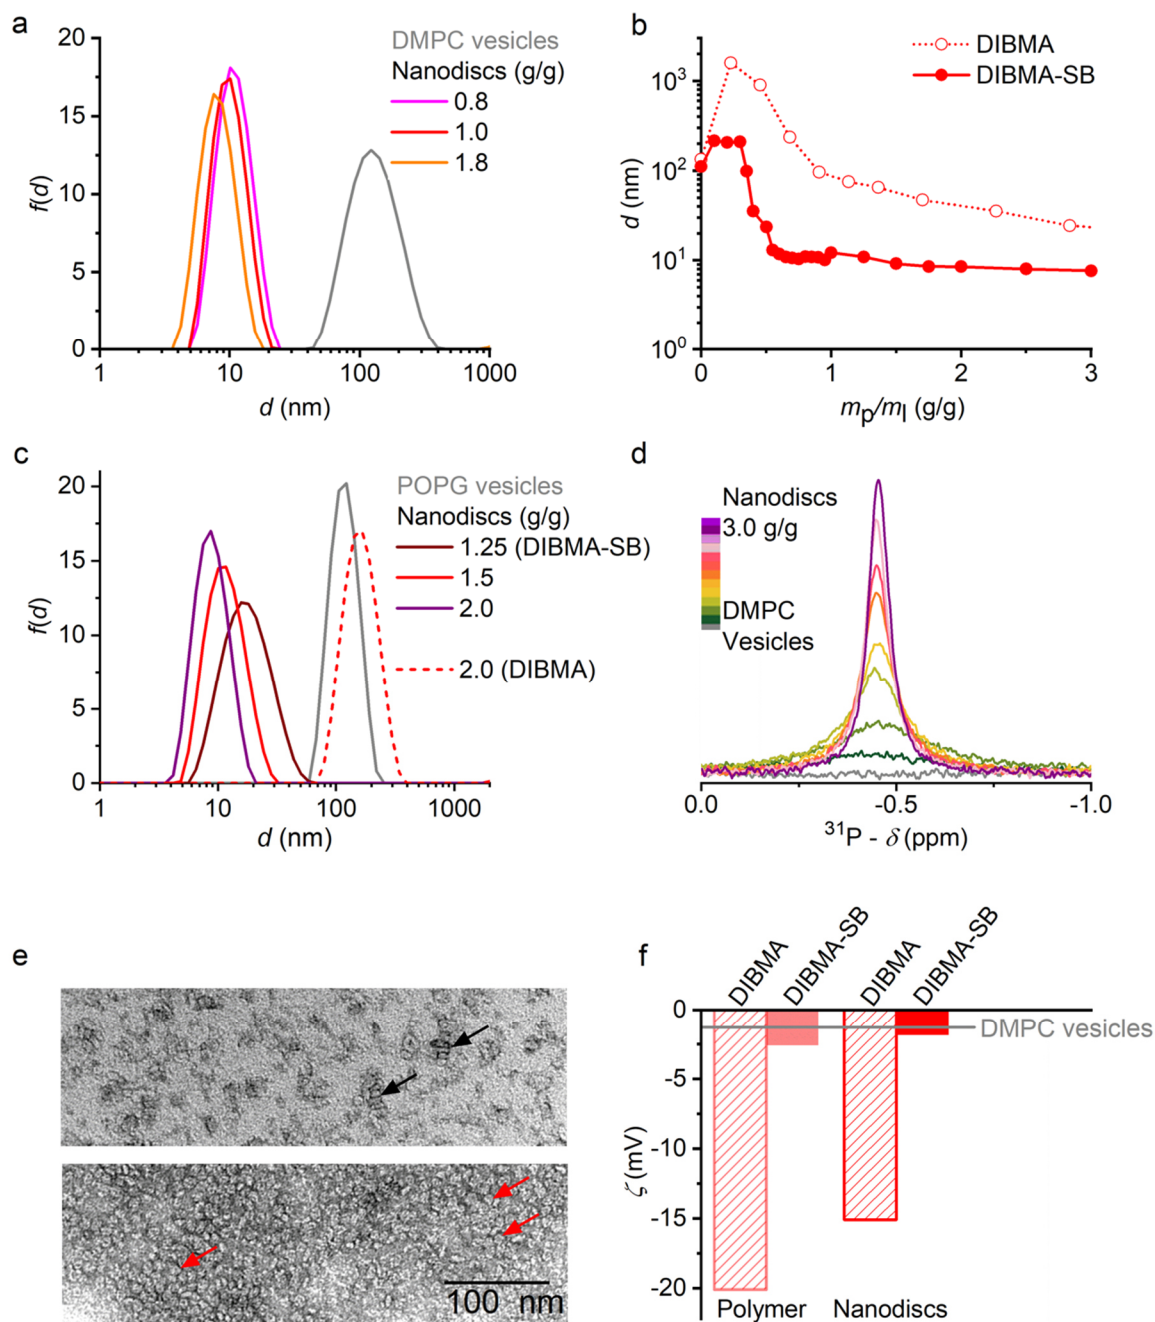 a
DMPC vesicles
Nanodiscs (g/g)
0.8
1.0
1.8
20
15
10
5
0
f(d)
1 10 100 1000
d (nm)
b
DIBMA
DIBMA-SB
10³
10²
10¹
10⁰
d (nm)
0 1 2 3
mp/ml (g/g)
c
POPG vesicles
Nanodiscs (g/g)
1.25 (DIBMA-SB)
1.5
2.0
2.0 (DIBMA)
20
15
10
5
0
f(d)
1 10 100 1000
d (nm)
d
Nanodiscs
3.0 g/g
DMPC
Vesicles
0.0 -0.5 -1.0
³¹P - δ (ppm)
e
100 nm
f
DIBMA
DIBMA-SB
DIBMA
DIBMA-SB
0
-5
-10
-15
-20
ζ (mV)
DMPC vesicles
Polymer Nanodiscs